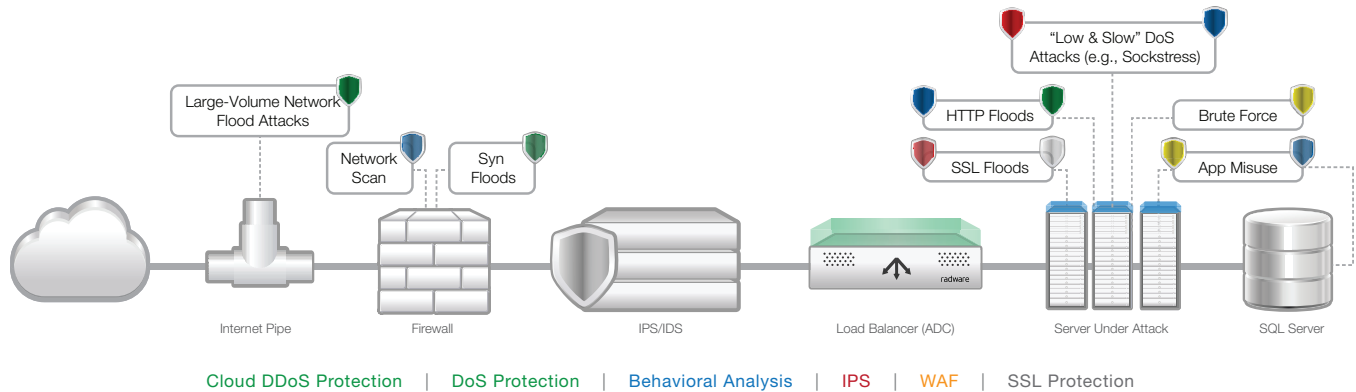 "Low & Slow" DoS
Attacks (e.g., Sockstress)
Large-Volume Network
Flood Attacks
HTTP Floods
Brute Force
Network
Scan
Syn
Floods
SSL Floods
App Misuse
radware
Internet Pipe
Firewall
IPS/IDS
Load Balancer (ADC)
Server Under Attack
SQL Server
Cloud DDoS Protection | DoS Protection | Behavioral Analysis | IPS | WAF | SSL Protection